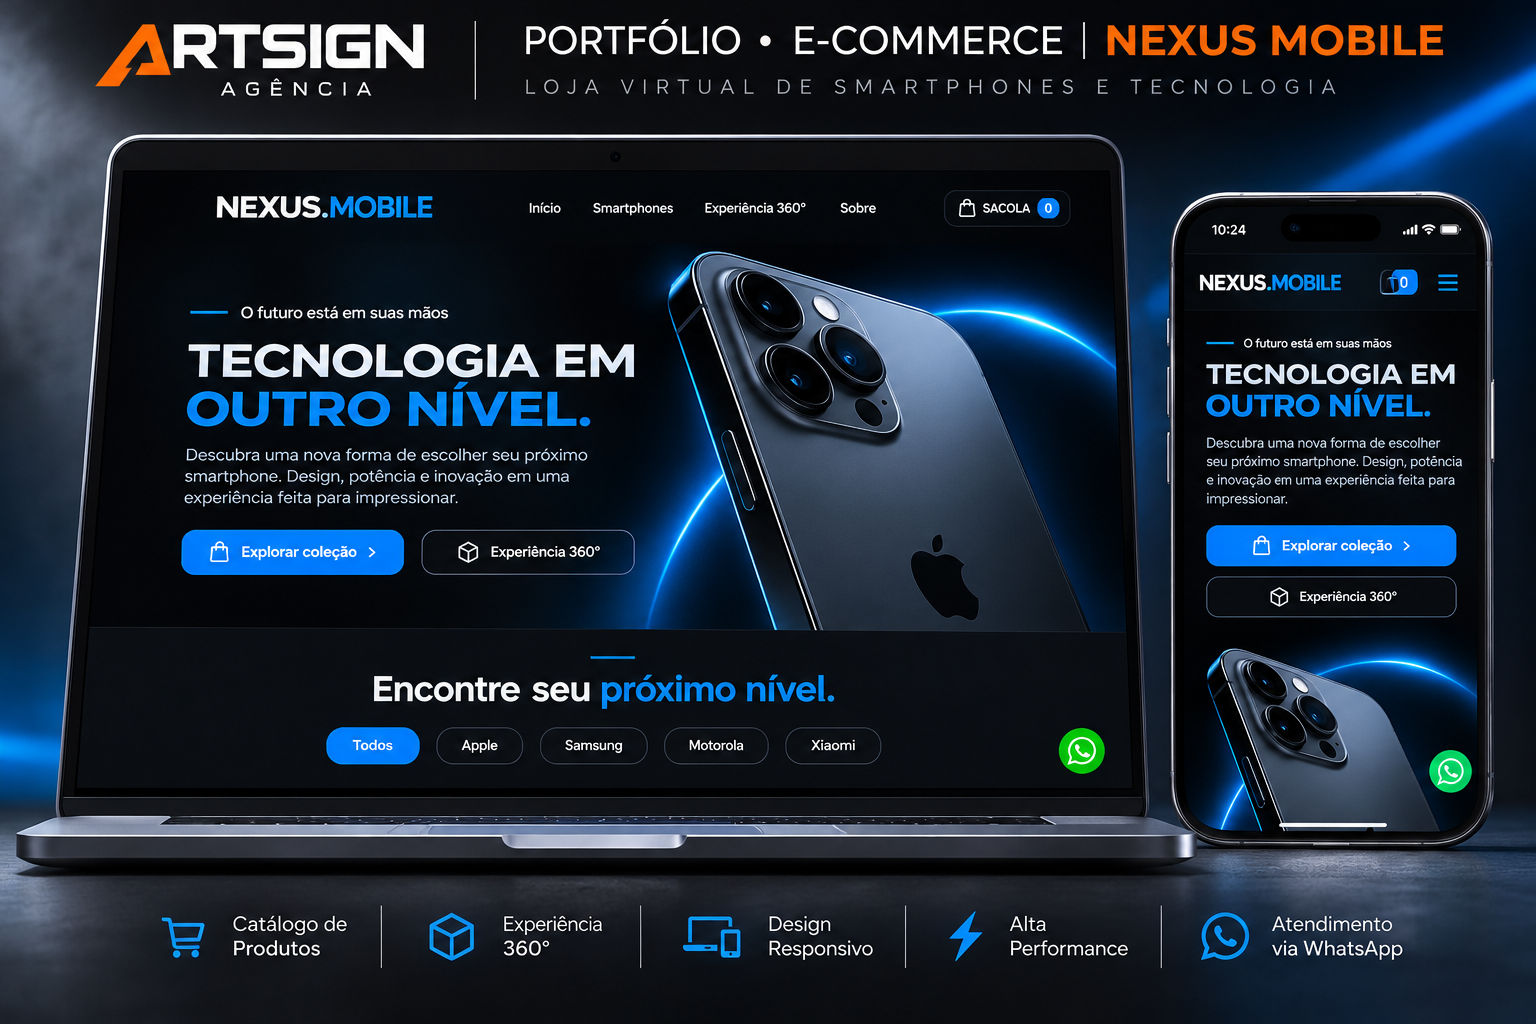 ARTSIGN
AGÊNCIA
PORTFÓLIO • E-COMMERCE | NEXUS MOBILE
LOJA VIRTUAL DE SMARTPHONES E TECNOLOGIA
NEXUS.MOBILE
Início
Smartphones
Experiência 360°
Sobre
SACOLA 0
O futuro está em suas mãos
TECNOLOGIA EM
OUTRO NÍVEL.
Descubra uma nova forma de escolher seu próximo
smartphone. Design, potência e inovação em uma
experiência feita para impressionar.
Explorar coleção >
Experiência 360°
Encontre seu próximo nível.
Todos
Apple
Samsung
Motorola
Xiaomi
10:24
NEXUS.MOBILE
0
O futuro está em suas mãos
TECNOLOGIA EM
OUTRO NÍVEL.
Descubra uma nova forma de escolher
seu próximo smartphone. Design, potência
e inovação em uma experiência feita para
impressionar.
Explorar coleção >
Experiência 360°
Catálogo de
Produtos
Experiência
360°
Design
Responsivo
Alta
Performance
Atendimento
via WhatsApp